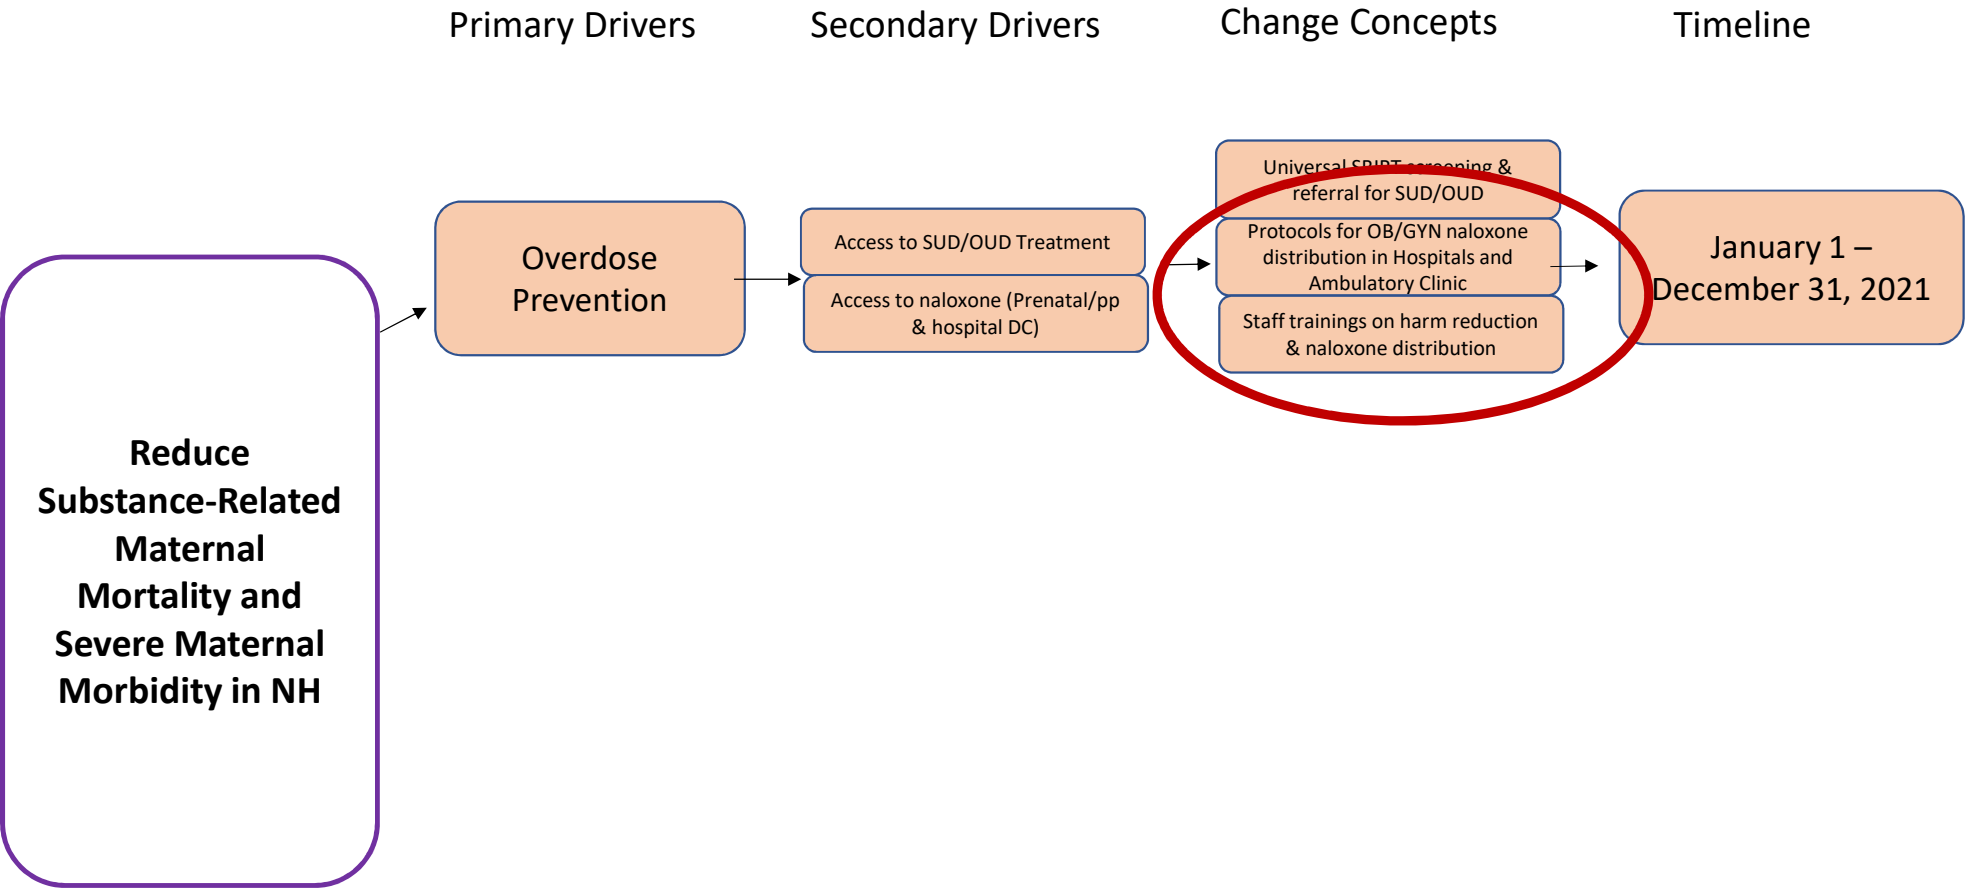 Primary Drivers
Secondary Drivers
Change Concepts
Timeline
Reduce
Substance-Related
Maternal
Mortality and
Severe Maternal
Morbidity in NH
Overdose
Prevention
Access to SUD/OUD Treatment
Access to naloxone (Prenatal/pp
& hospital DC)
Universal SBIRT screening &
referral for SUD/OUD
Protocols for OB/GYN naloxone
distribution in Hospitals and
Ambulatory Clinic
Staff trainings on harm reduction
& naloxone distribution
January 1 –
December 31, 2021